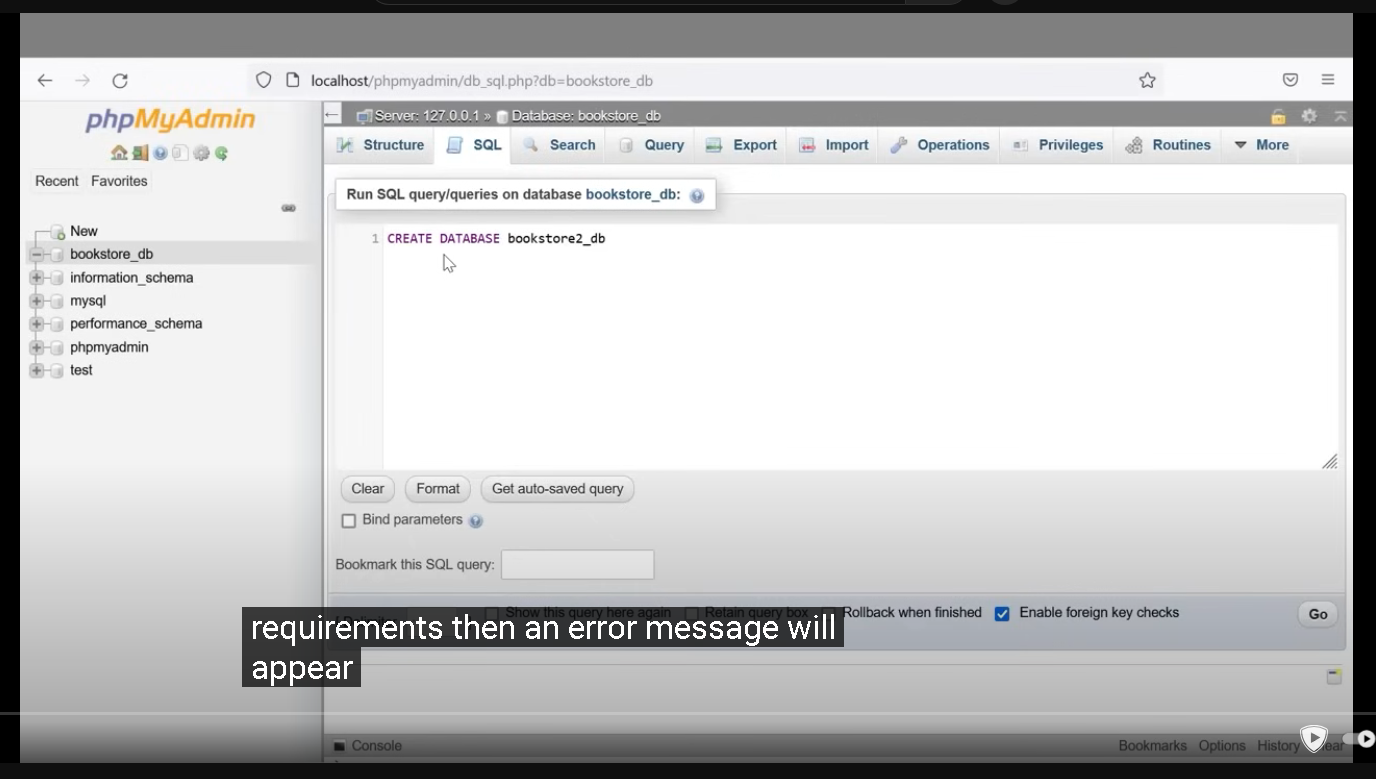 localhost/phpmyadmin/db_sql.php?db=bookstore_db
phpMyAdmin
Recent Favorites
New
bookstore_db
information_schema
mysql
performance_schema
phpmyadmin
test
Server: 127.0.0.1 » Database: bookstore_db
Structure SQL Search Query Export Import Operations Privileges Routines More
Run SQL query/queries on database bookstore_db:
1 CREATE DATABASE bookstore2_db
Clear Format Get auto-saved query
Bind parameters
Bookmark this SQL query:
Show this query here again Retain query box Rollback when finished Enable foreign key checks Go
requirements then an error message will
appear
Console Bookmarks Options History Clear